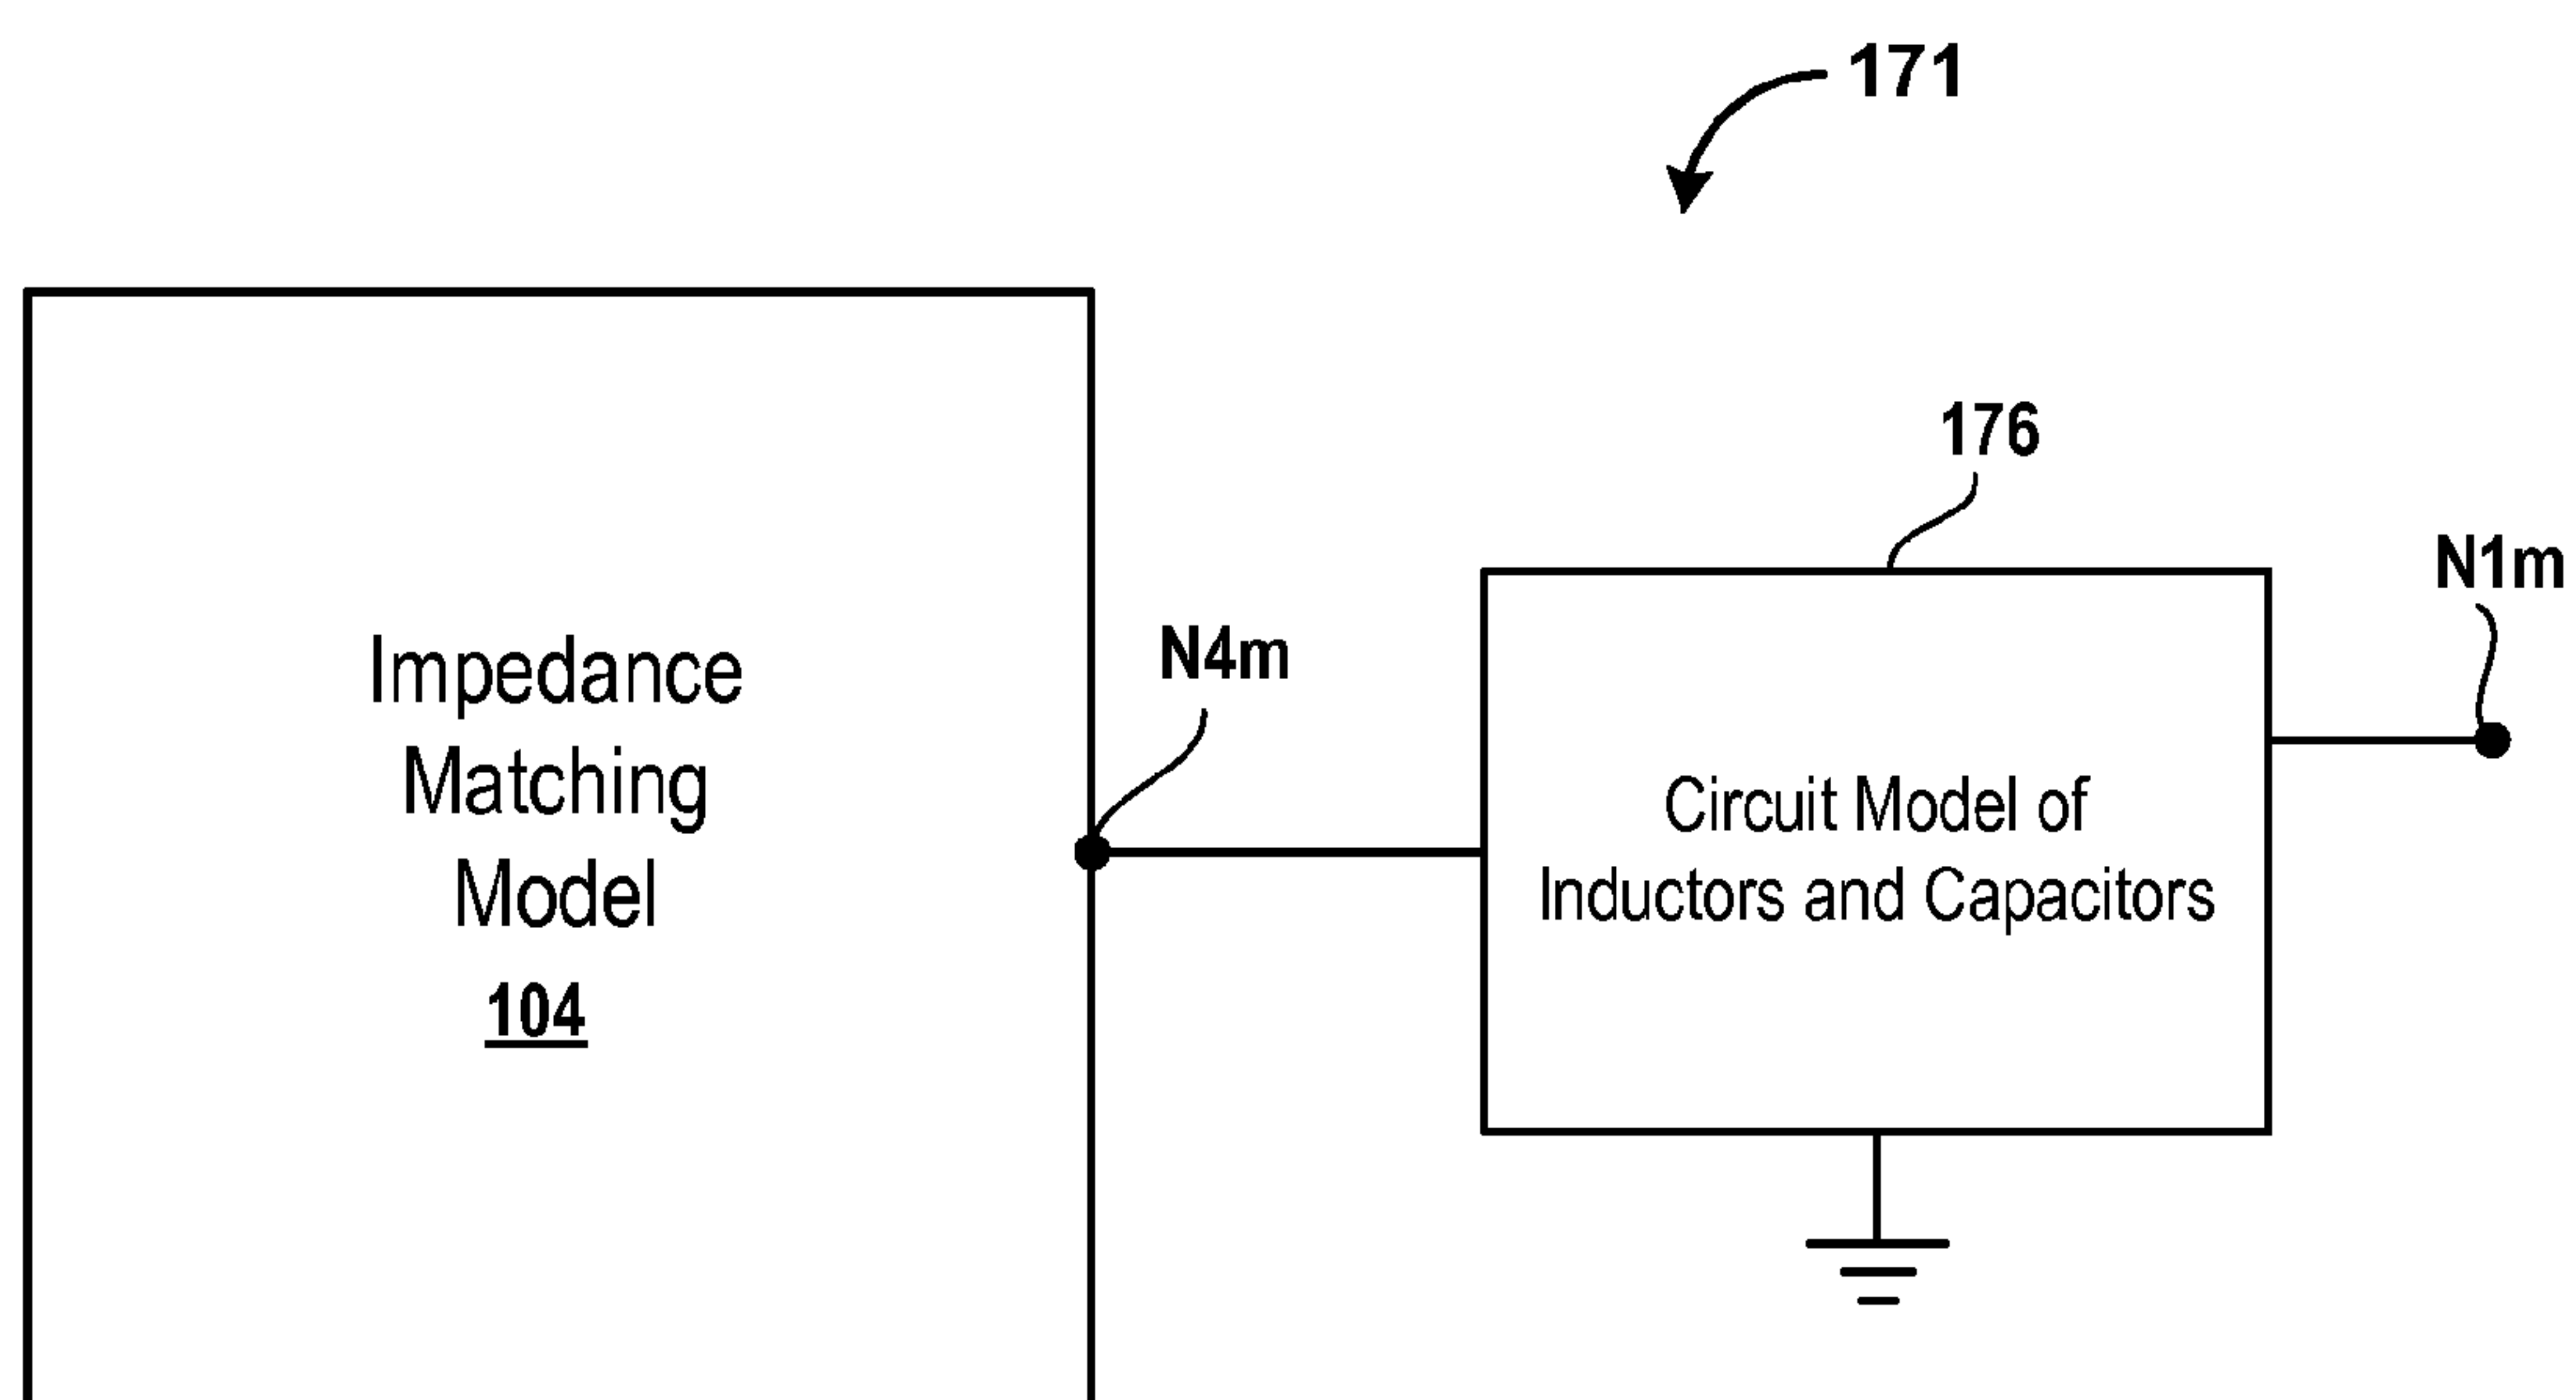 171
176
N1m
N4m
Impedance
Matching
Model
104
Circuit Model of
Inductors and Capacitors